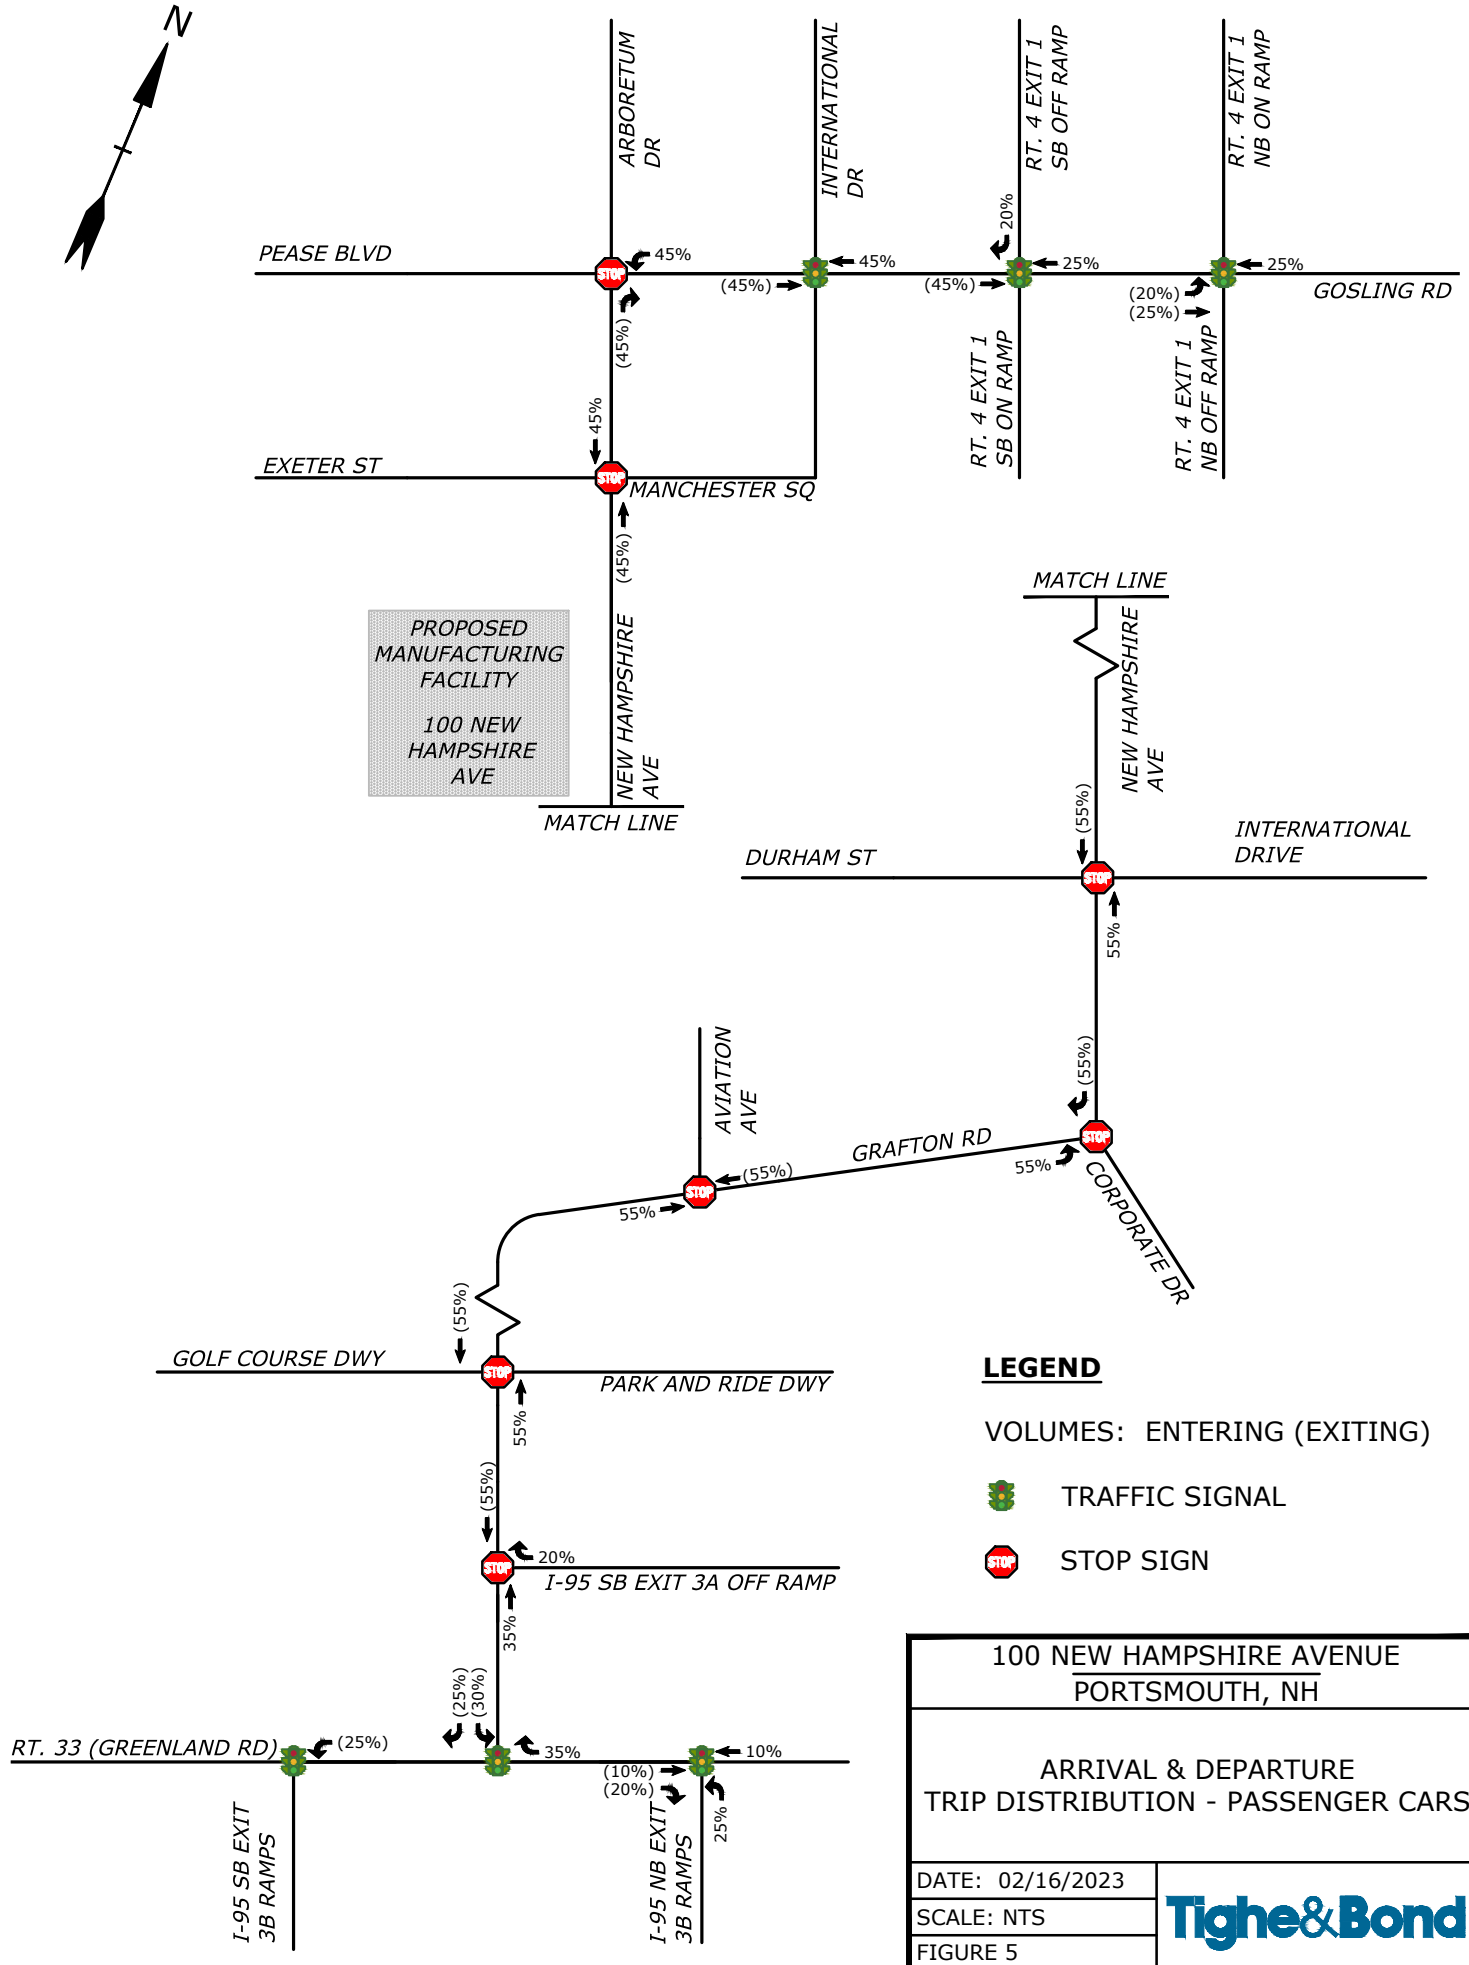 N
ARBORETUM
DR
INTERNATIONAL
DR
RT. 4 EXIT 1
SB OFF RAMP
RT. 4 EXIT 1
NB ON RAMP
PEASE BLVD
STOP
45%
(45%)
45%
(45%)
20%
25%
(45%)
25%
(20%)
(25%)
GOSLING RD
RT. 4 EXIT 1
SB ON RAMP
RT. 4 EXIT 1
NB OFF RAMP
45%
EXETER ST
STOP
MANCHESTER SQ
(45%)
PROPOSED
MANUFACTURING
FACILITY
100 NEW
HAMPSHIRE
AVE
NEW HAMPSHIRE
AVE
MATCH LINE
MATCH LINE
NEW HAMPSHIRE
AVE
(55%)
DURHAM ST
STOP
INTERNATIONAL
DRIVE
55%
(55%)
STOP
AVIATION
AVE
GRAFTON RD
55%
CORPORATE DR
STOP
(55%)
55%
(55%)
GOLF COURSE DWY
STOP
PARK AND RIDE DWY
55%
(55%)
STOP
20%
I-95 SB EXIT 3A OFF RAMP
35%
(25%)
(30%)
RT. 33 (GREENLAND RD)
(25%)
35%
(10%)
(20%)
10%
25%
I-95 SB EXIT
3B RAMPS
I-95 NB EXIT
3B RAMPS
LEGEND
VOLUMES: ENTERING (EXITING)
TRAFFIC SIGNAL
STOP
STOP SIGN
100 NEW HAMPSHIRE AVENUE
PORTSMOUTH, NH
ARRIVAL & DEPARTURE
TRIP DISTRIBUTION - PASSENGER CARS
DATE: 02/16/2023
SCALE: NTS
FIGURE 5
Tighe&Bond